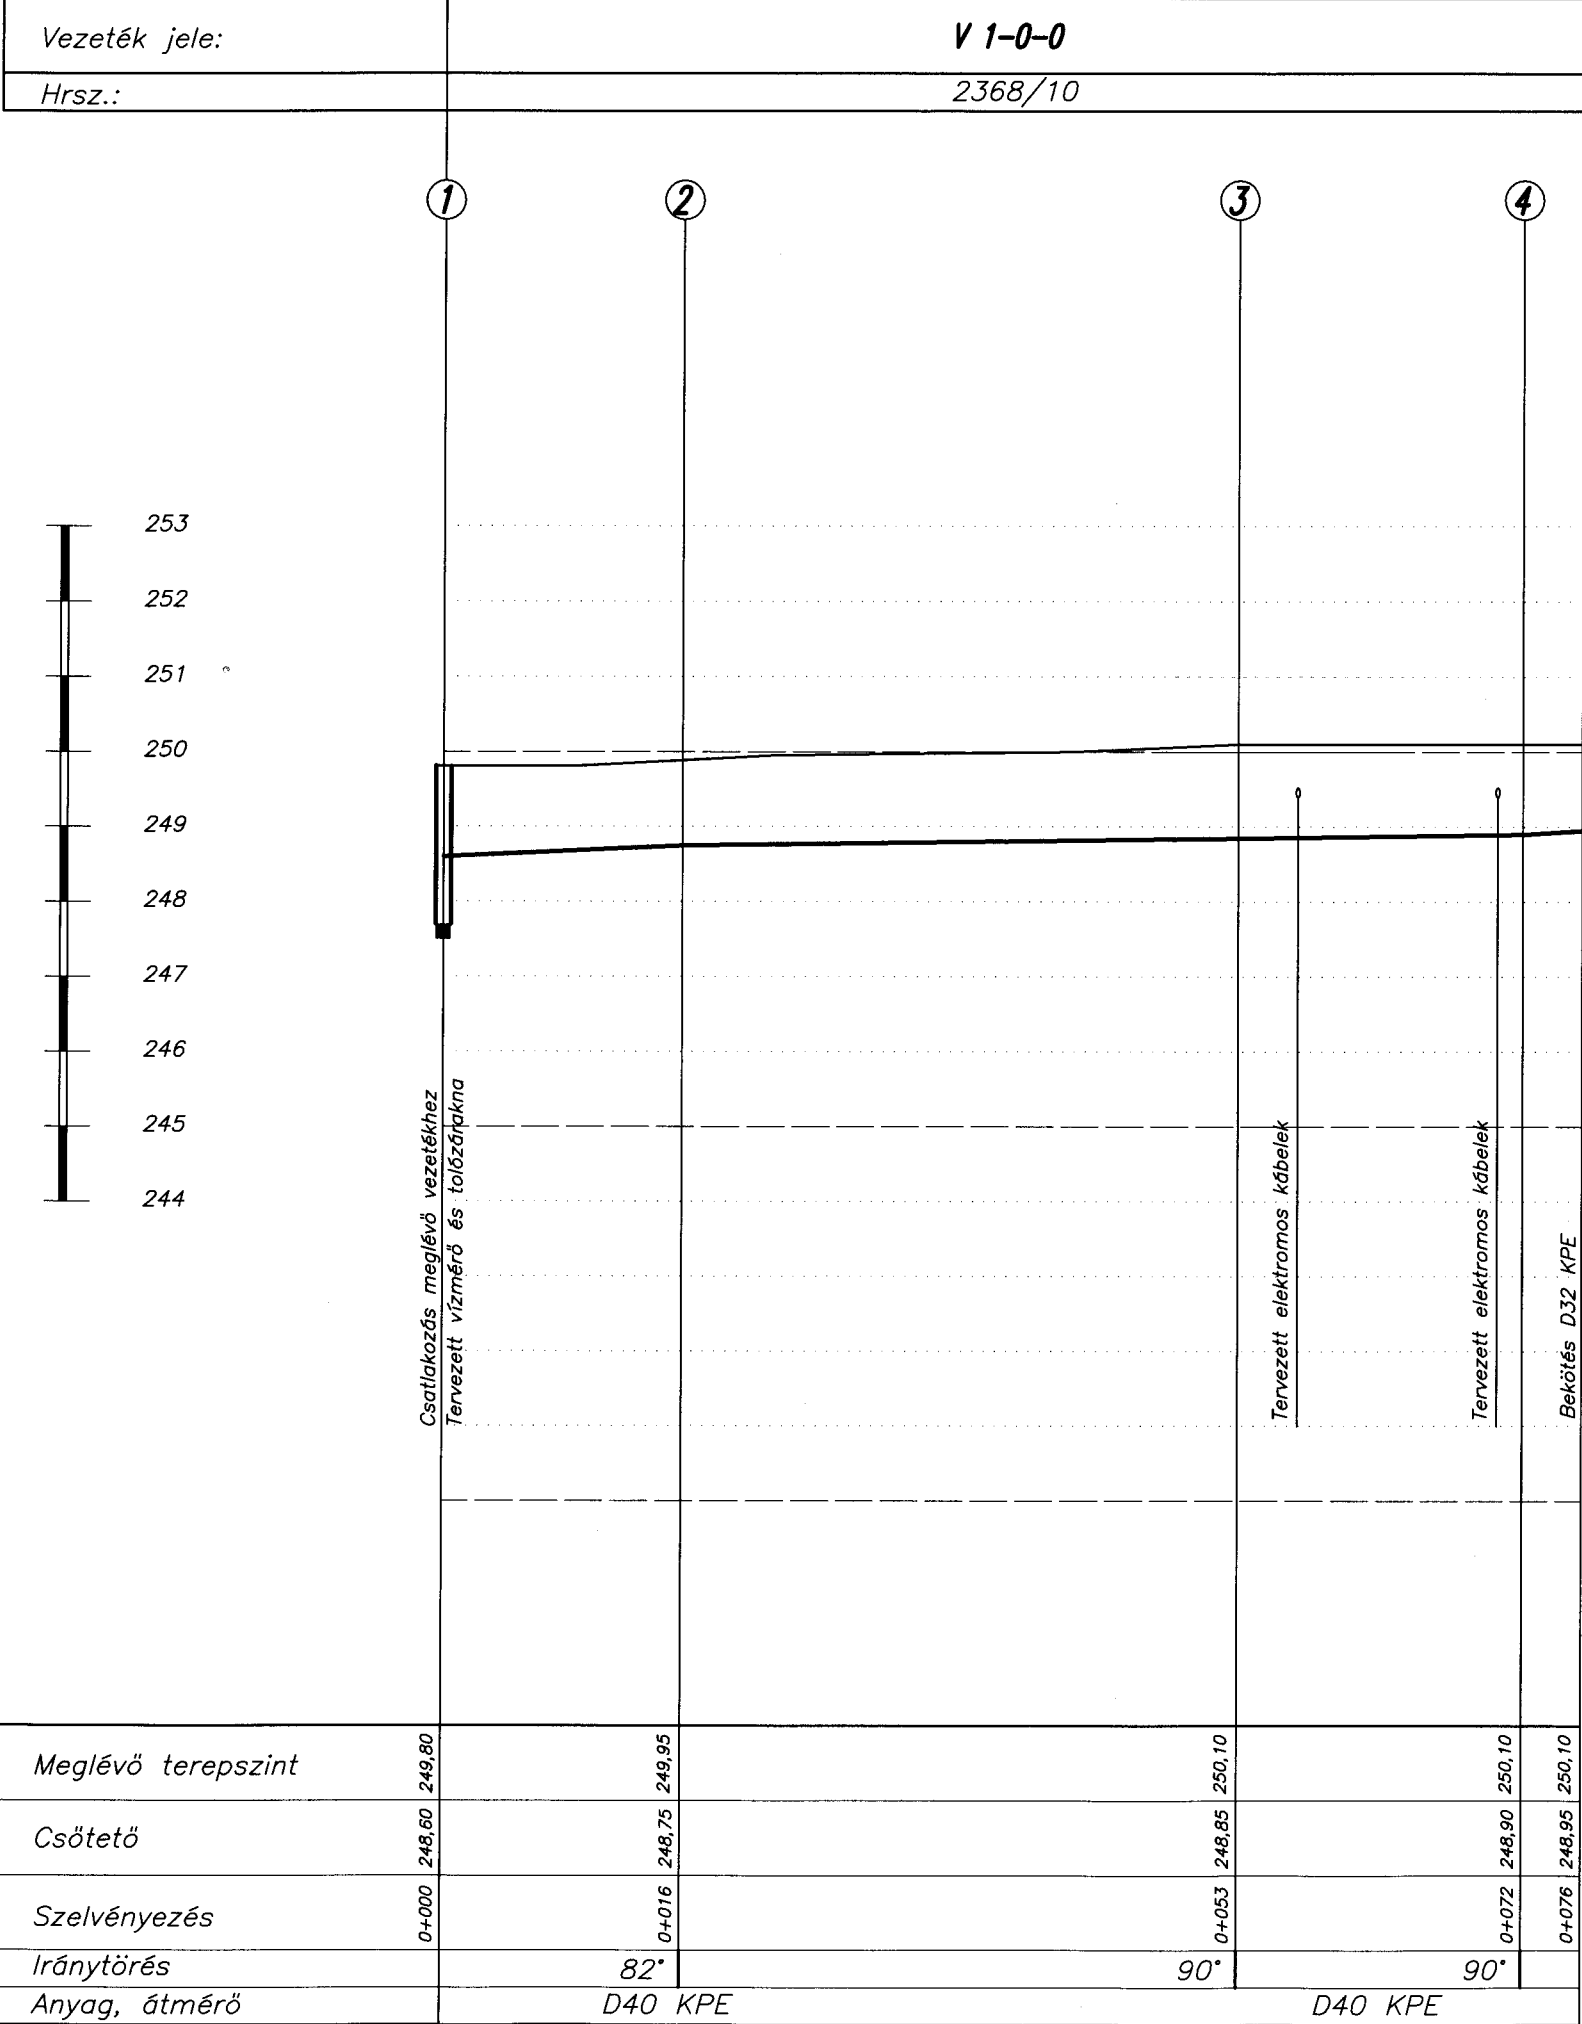 Vezeték jele: V 1-0-0
Hrsz.: 2368/10
1 2 3 4
253
252
251
250
249
248
247
246
245
244
Csatlakozás meglévő vezetékhez
Tervezett vízmérő és tolózárakna
Tervezett elektromos kábelek
Tervezett elektromos kábelek
Bekötés D32 KPE
Meglévő terepszint 249,80 249,95 250,10 250,10 250,10
Csőtető 248,60 248,75 248,85 248,90 248,95
Szelvényezés 0+000 0+016 0+053 0+072 0+076
Iránytörés 82° 90° 90°
Anyag, átmérő D40 KPE D40 KPE